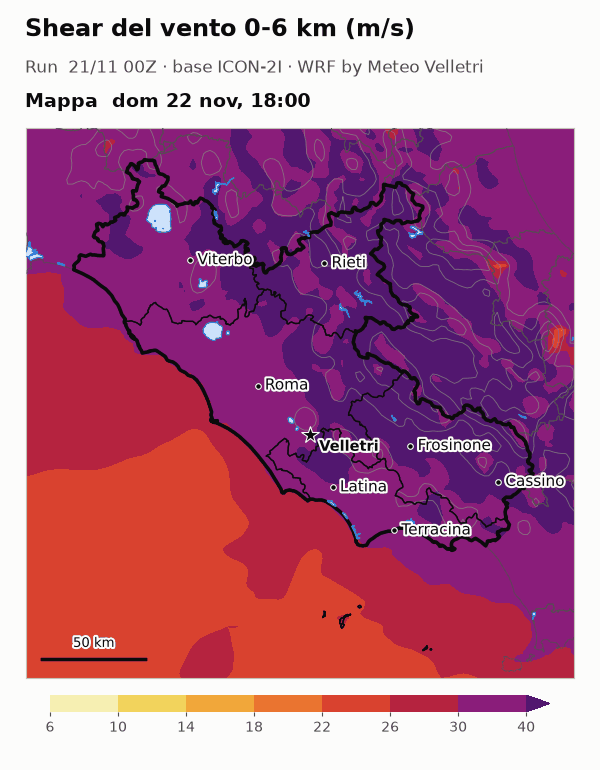 Shear del vento 0-6 km (m/s)
Run  21/11 00Z · base ICON-2I · WRF by Meteo Velletri
Mappa  dom 22 nov, 18:00
Viterbo
Rieti
Roma
Velletri
Frosinone
Cassino
Latina
Terracina
50 km
6 10 14 18 22 26 30 40